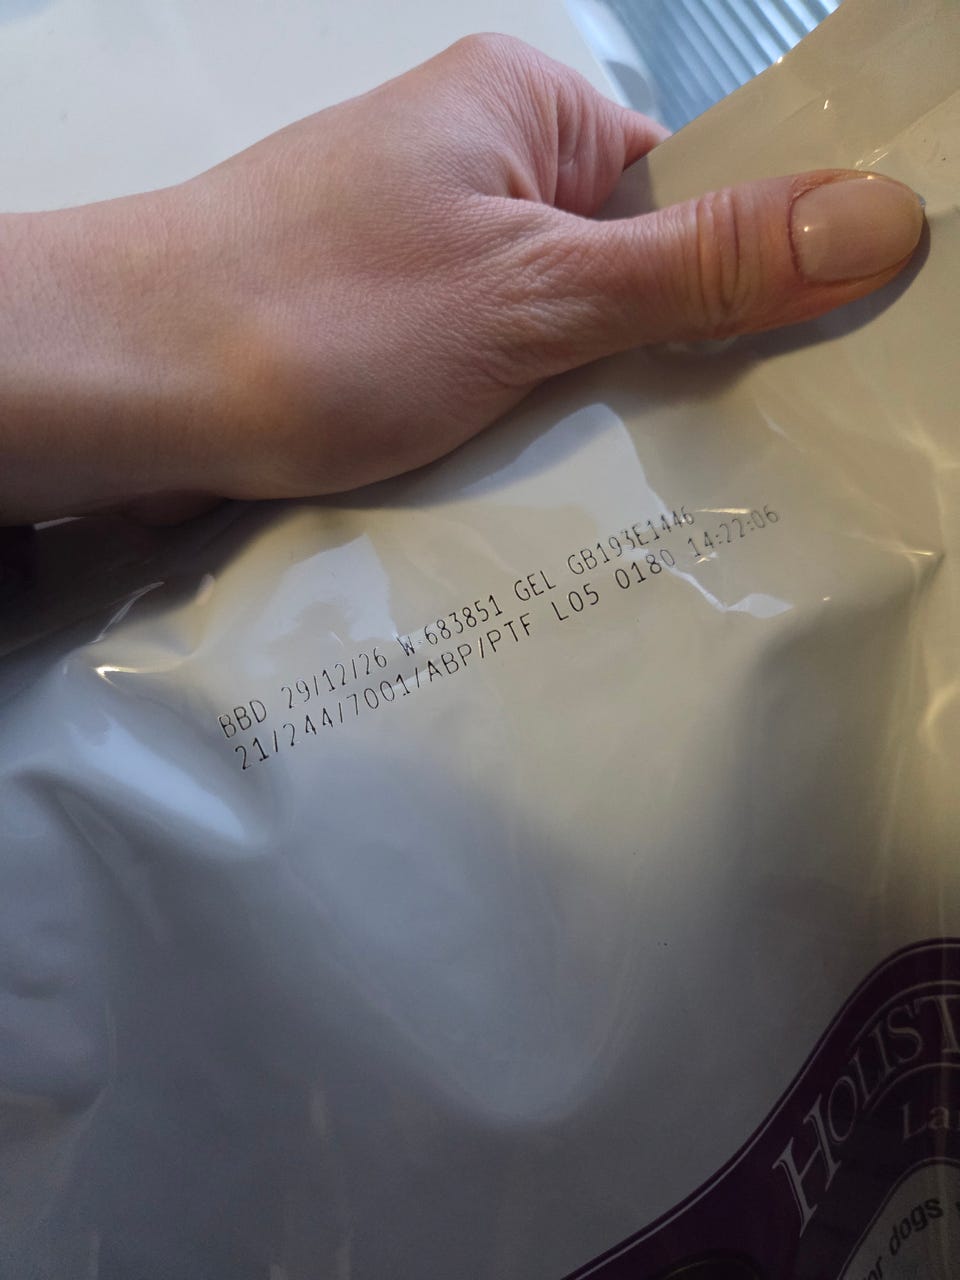 BBD 29/12/26 W-683851 GEL GB193E1446
21/244/7001/ABP/PTF L05 0180 14:22:06
HOLIST
La
dogs